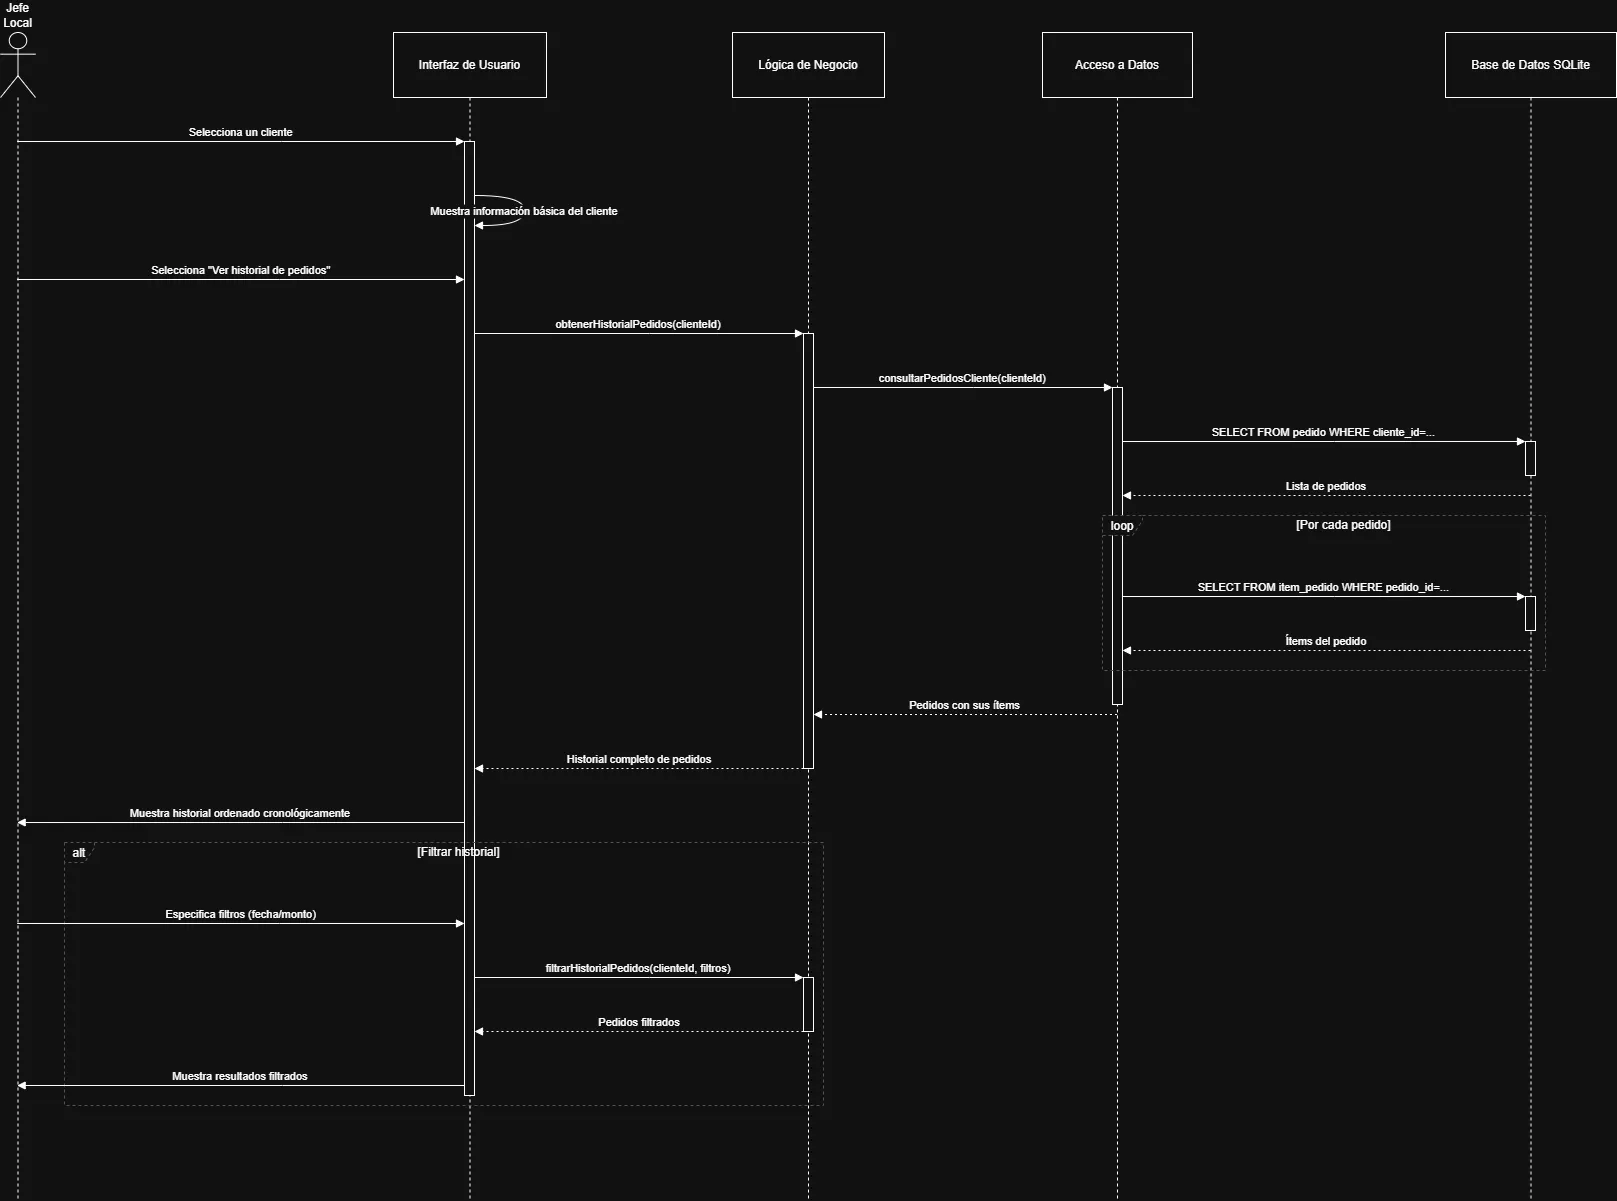 Jefe
Local
Interfaz de Usuario
Lógica de Negocio
Acceso a Datos
Base de Datos SQLite
Selecciona un cliente
Muestra información básica del cliente
Selecciona "Ver historial de pedidos"
obtenerHistorialPedidos(clienteId)
consultarPedidosCliente(clienteId)
SELECT FROM pedido WHERE cliente_id=...
Lista de pedidos
loop
[Por cada pedido]
SELECT FROM item_pedido WHERE pedido_id=...
Ítems del pedido
Pedidos con sus ítems
Historial completo de pedidos
Muestra historial ordenado cronológicamente
alt
[Filtrar historial]
Especifica filtros (fecha/monto)
filtrarHistorialPedidos(clienteId, filtros)
Pedidos filtrados
Muestra resultados filtrados